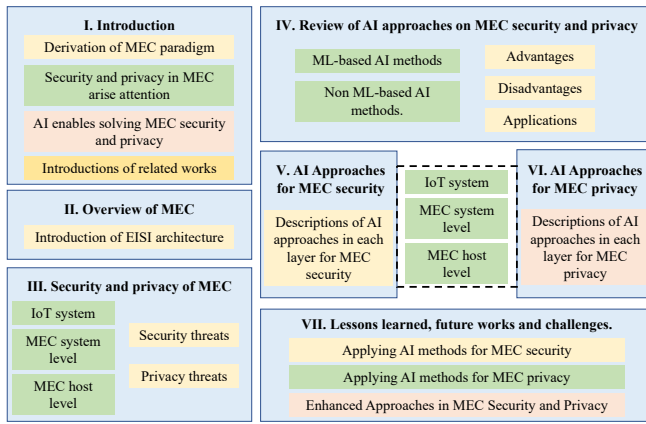 I. Introduction
Derivation of MEC paradigm
Security and privacy in MEC
arise attention
AI enables solving MEC security
and privacy
Introductions of related works
II. Overview of MEC
Introduction of EISI architecture
III. Security and privacy of MEC
IoT system
MEC system
level
MEC host
level
Security threats
Privacy threats
IV. Review of AI approaches on MEC security and privacy
ML-based AI methods
Non ML-based AI
methods.
Advantages
Disadvantages
Applications
V. AI Approaches
for MEC security
Descriptions of AI
approaches in each
layer for MEC
security
IoT system
MEC system
level
MEC host
level
VI. AI Approaches
for MEC privacy
Descriptions of AI
approaches in each
layer for MEC
privacy
VII. Lessons learned, future works and challenges.
Applying AI methods for MEC security
Applying AI methods for MEC privacy
Enhanced Approaches in MEC Security and Privacy